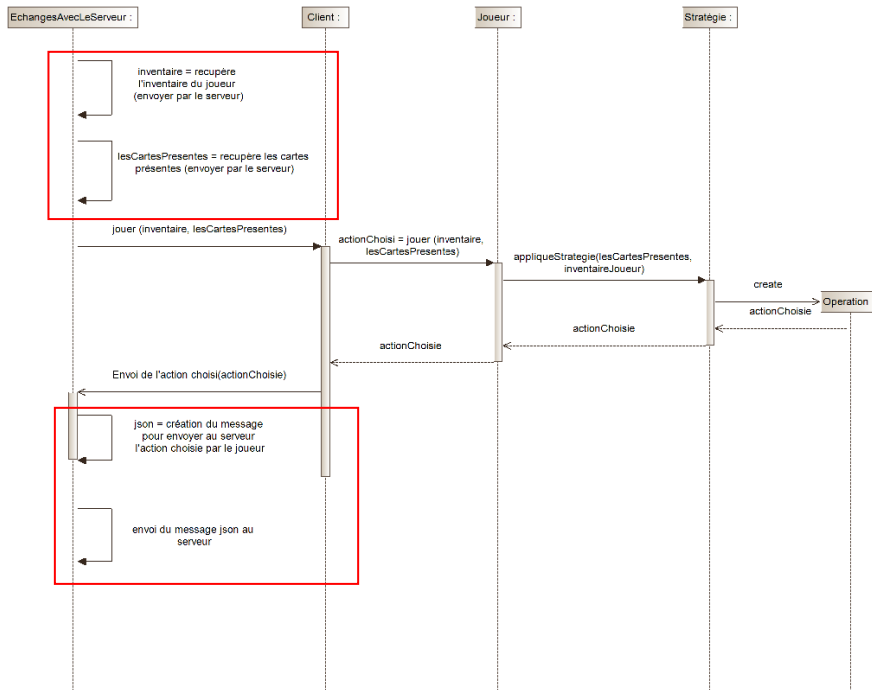 EchangesAvecLeServeur :
Client :
Joueur :
Stratégie :
inventaire = recupère
l'inventaire du joueur
(envoyer par le serveur)
lesCartesPresentes = recupère les cartes
présentes (envoyer par le serveur)
jouer (inventaire, lesCartesPresentes)
actionChoisi = jouer (inventaire,
lesCartesPresentes)
appliqueStrategie(lesCartesPresentes,
inventaireJoueur)
create
Operation
actionChoisie
actionChoisie
actionChoisie
Envoi de l'action choisi(actionChoisie)
json = création du message
pour envoyer au serveur
l'action choisie par le joueur
envoi du message json au
serveur